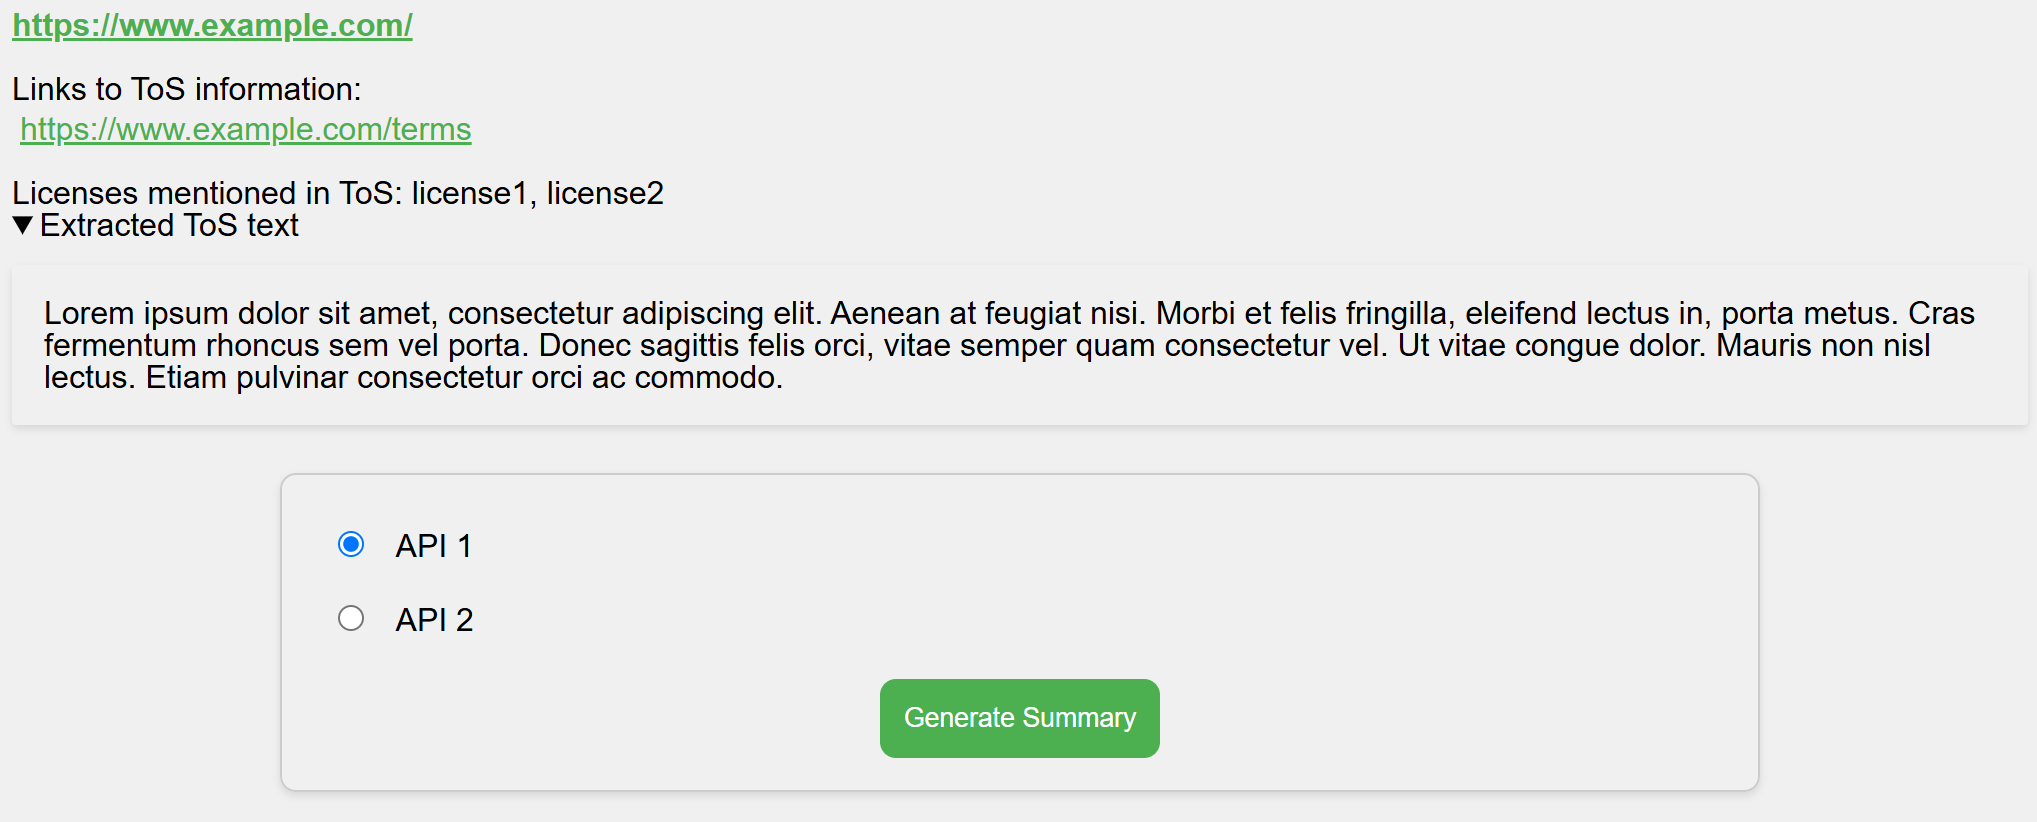 https://www.example.com/
Links to ToS information:
https://www.example.com/terms
Licenses mentioned in ToS: license1, license2
Extracted ToS text
Lorem ipsum dolor sit amet, consectetur adipiscing elit. Aenean at feugiat nisi. Morbi et felis fringilla, eleifend lectus in, porta metus. Cras
fermentum rhoncus sem vel porta. Donec sagittis felis orci, vitae semper quam consectetur vel. Ut vitae congue dolor. Mauris non nisl
lectus. Etiam pulvinar consectetur orci ac commodo.
API 1
API 2
Generate Summary